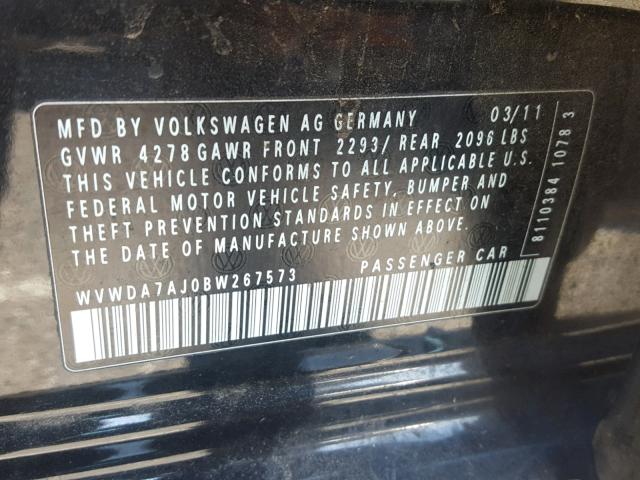 MFD BY VOLKSWAGEN AG GERMANY 03/11
GVWR 4278 GAWR FRONT 2293/ REAR 2096 LBS
THIS VEHICLE CONFORMS TO ALL APPLICABLE U.S.
FEDERAL MOTOR VEHICLE SAFETY, BUMPER AND
THEFT PREVENTION STANDARDS IN EFFECT ON
THE DATE OF MANUFACTURE SHOWN ABOVE.
WVWDA7AJ0BW267573 PASSENGER CAR
8110384 1078 3